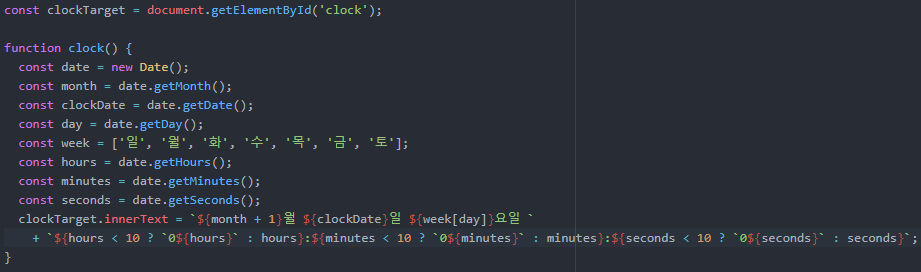 const clockTarget = document.getElementById('clock');

function clock() {
  const date = new Date();
  const month = date.getMonth();
  const clockDate = date.getDate();
  const day = date.getDay();
  const week = ['일', '월', '화', '수', '목', '금', '토'];
  const hours = date.getHours();
  const minutes = date.getMinutes();
  const seconds = date.getSeconds();
  clockTarget.innerText = `${month + 1}월 ${clockDate}일 ${week[day]}요일 `
    + `${hours < 10 ? `0${hours}` : hours}:${minutes < 10 ? `0${minutes}` : minutes}:${seconds < 10 ? `0${seconds}` : seconds}`;
}